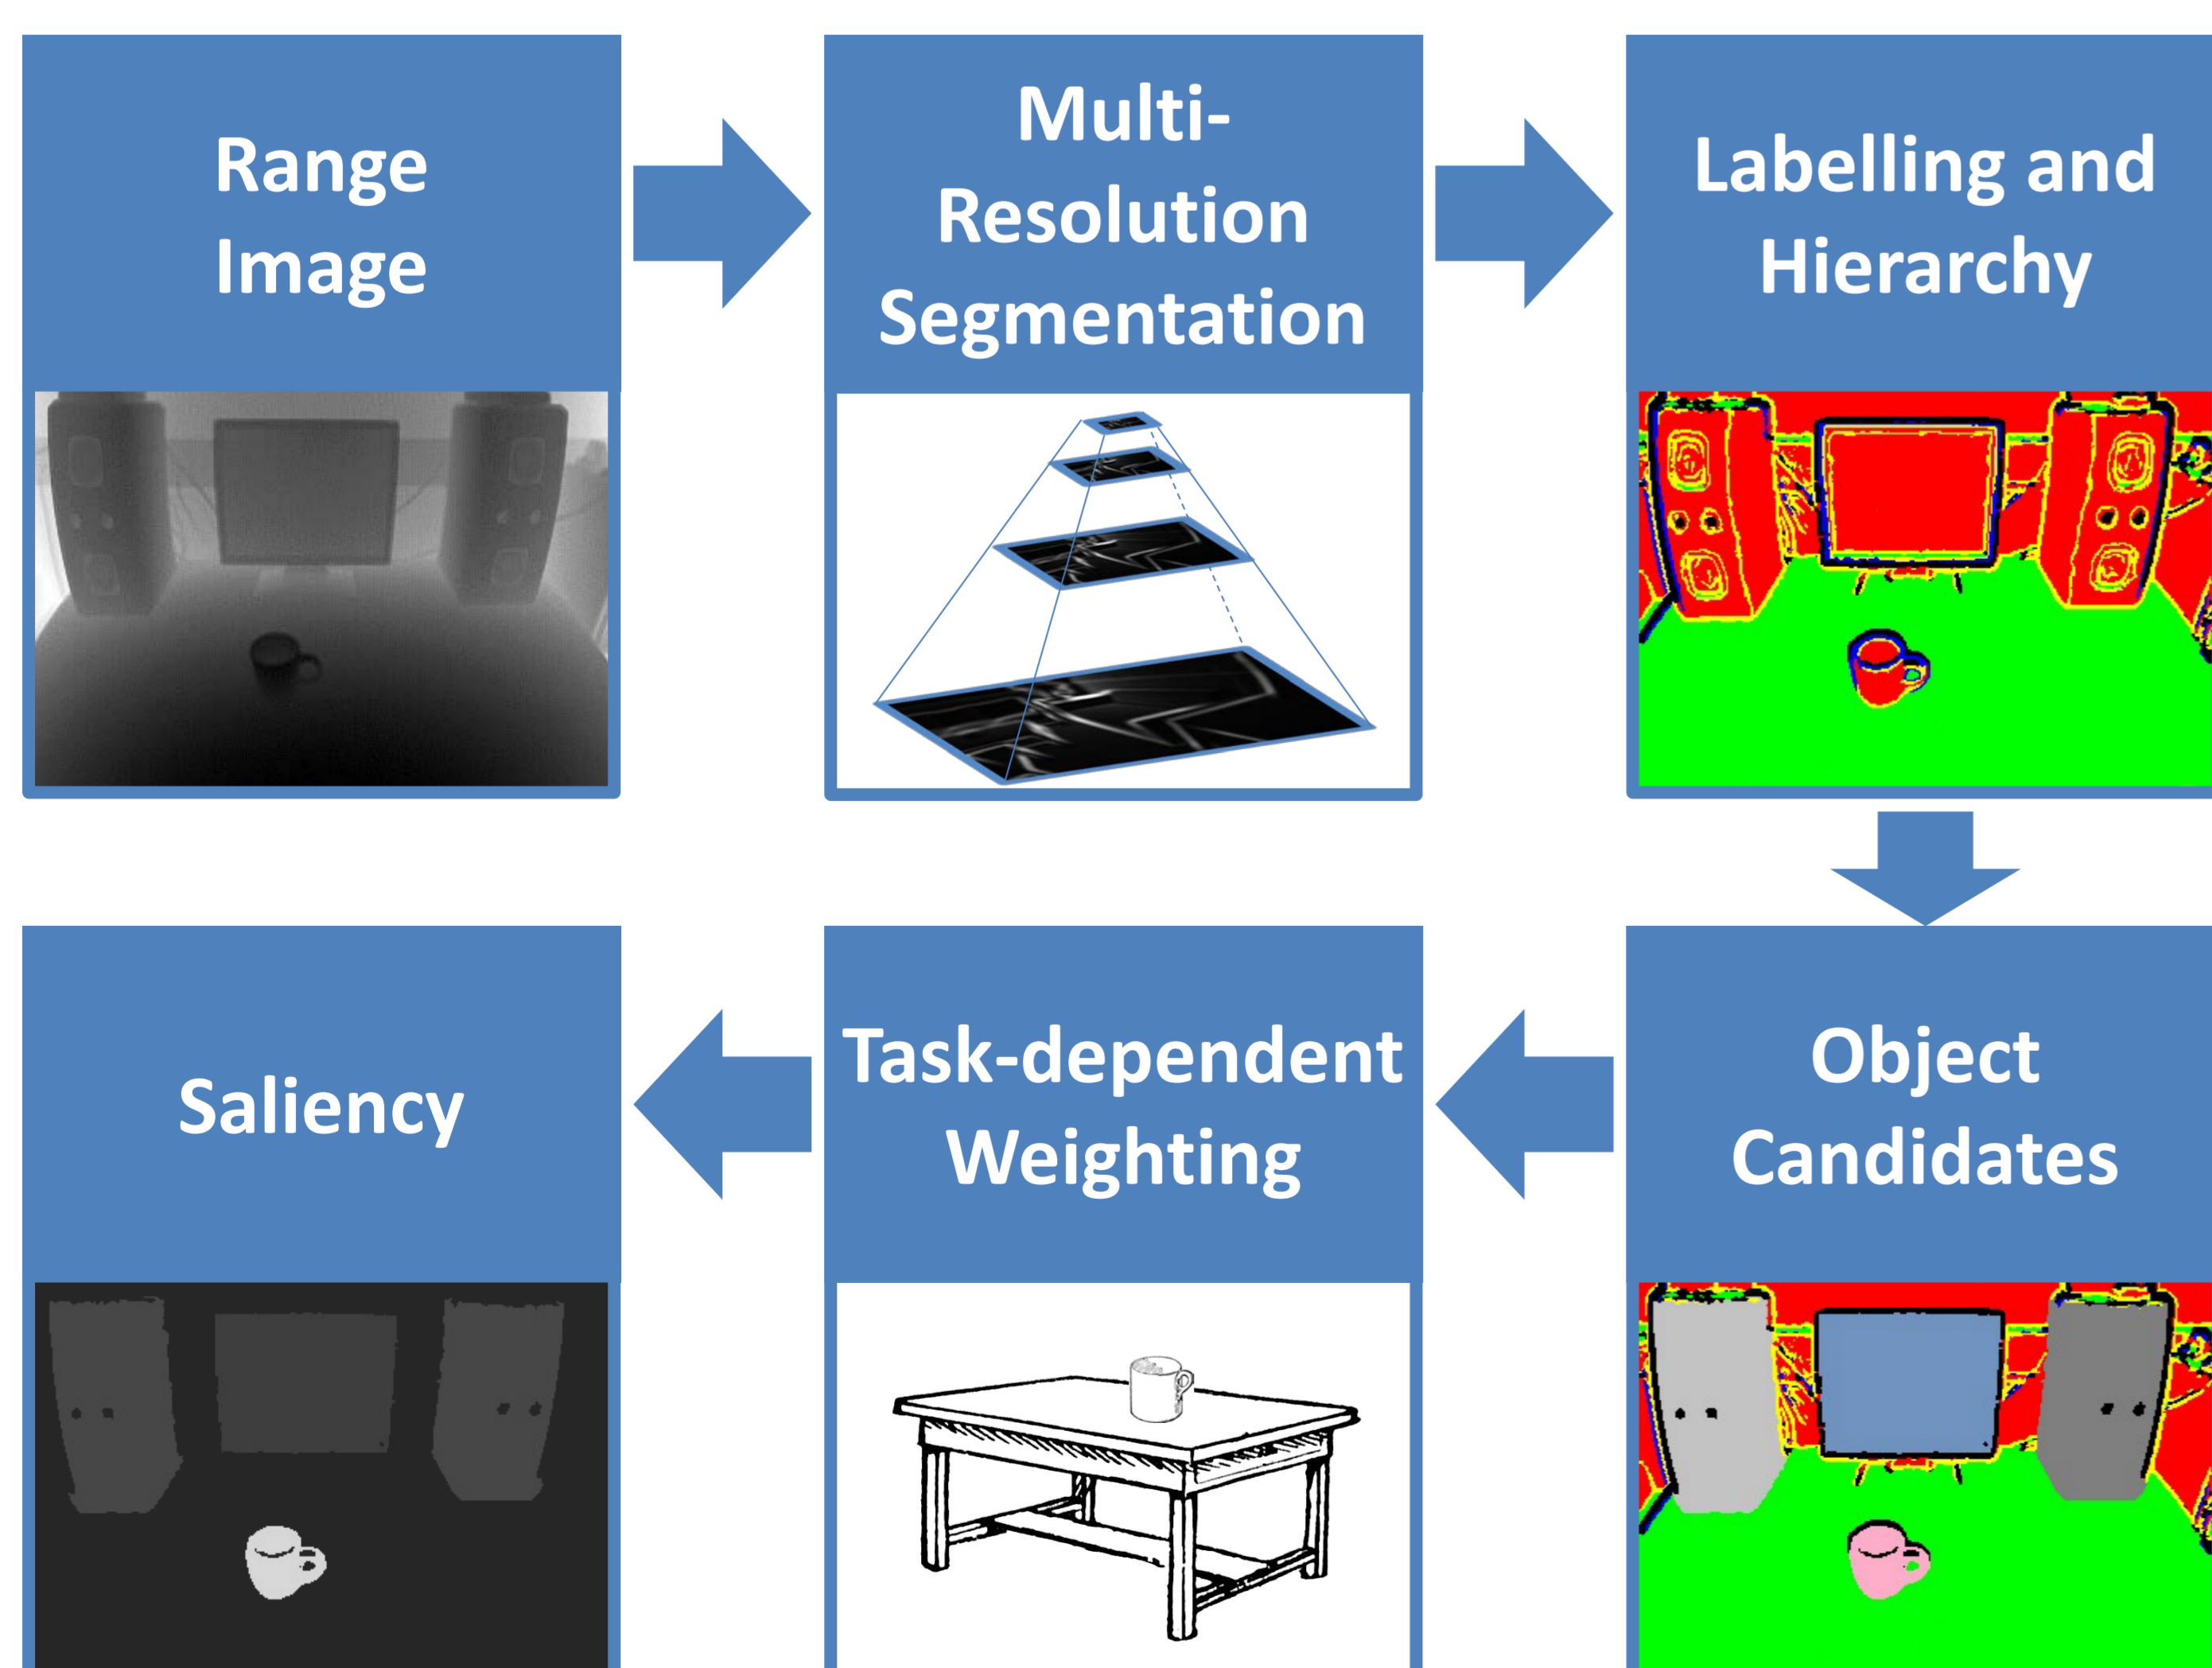 Range
Image
Multi-
Resolution
Segmentation
Labelling and
Hierarchy
Object
Candidates
Task-dependent
Weighting
Saliency